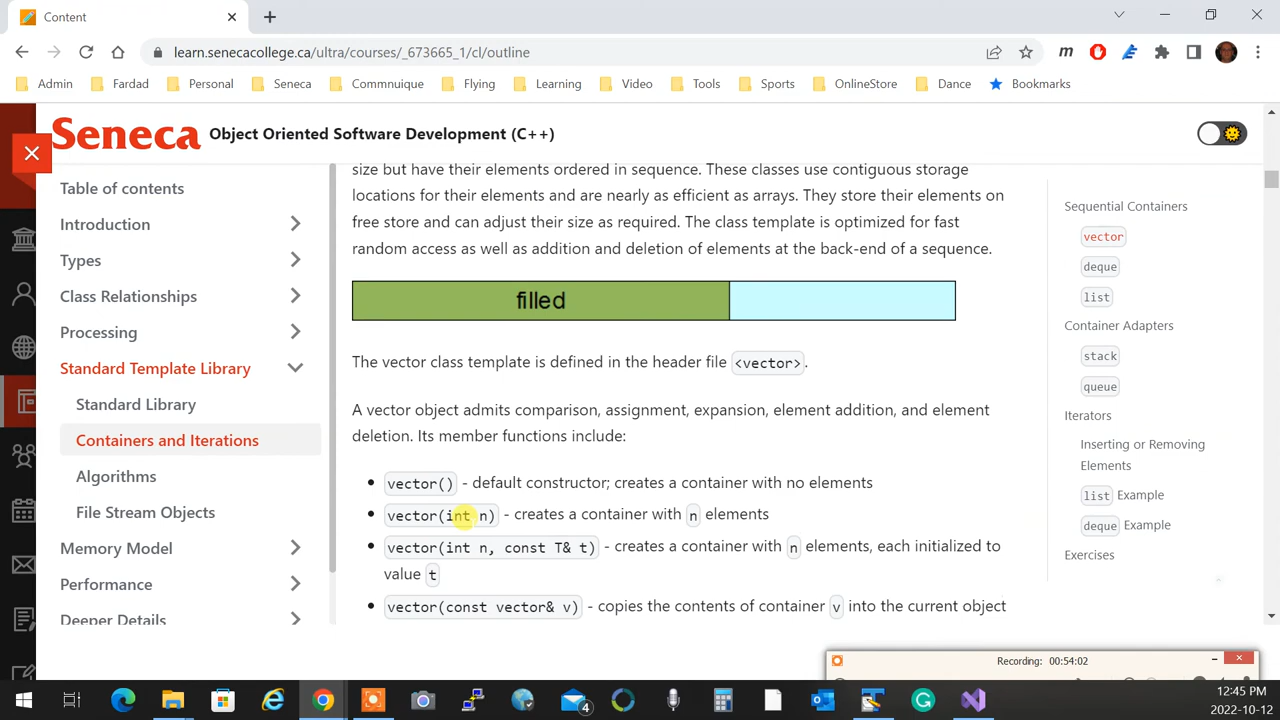 Content
learn.senecacollege.ca/ultra/courses/_673665_1/cl/outline
m
Admin
Fardad
Personal
Seneca
Commnuique
Flying
Learning
Video
Tools
Sports
OnlineStore
Dance
Bookmarks
Seneca
Object Oriented Software Development (C++)
Table of contents
Introduction
Types
Class Relationships
Processing
Standard Template Library
Standard Library
Containers and Iterations
Algorithms
File Stream Objects
Memory Model
Performance
Deeper Details
size but have their elements ordered in sequence. These classes use contiguous storage
locations for their elements and are nearly as efficient as arrays. They store their elements on
free store and can adjust their size as required. The class template is optimized for fast
random access as well as addition and deletion of elements at the back-end of a sequence.
filled
The vector class template is defined in the header file <vector>.
A vector object admits comparison, assignment, expansion, element addition, and element
deletion. Its member functions include:
• vector() - default constructor; creates a container with no elements
• vector(int n) - creates a container with n elements
• vector(int n, const T& t) - creates a container with n elements, each initialized to
value t
• vector(const vector& v) - copies the contents of container v into the current object
Sequential Containers
vector
deque
list
Container Adapters
stack
queue
Iterators
Inserting or Removing
Elements
list Example
deque Example
Exercises
Recording: 00:54:02
4
12:45 PM
2022-10-12